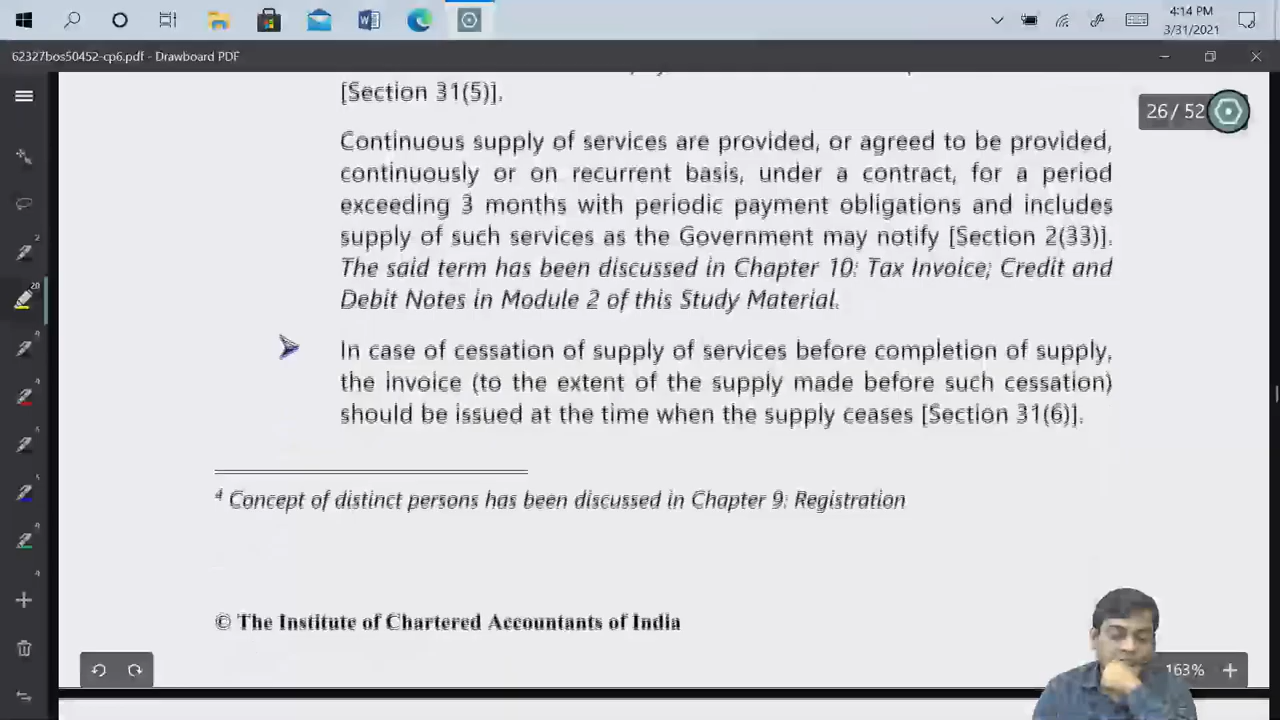 4:14 PM
3/31/2021
62327bos50452-cp6.pdf - Drawboard PDF
[Section 31(5)].
26 / 52
Continuous supply of services are provided, or agreed to be provided,
continuously or on recurrent basis, under a contract, for a period
exceeding 3 months with periodic payment obligations and includes
supply of such services as the Government may notify [Section 2(33)].
The said term has been discussed in Chapter 10: Tax Invoice; Credit and
Debit Notes in Module 2 of this Study Material.
➢ In case of cessation of supply of services before completion of supply,
the invoice (to the extent of the supply made before such cessation)
should be issued at the time when the supply ceases [Section 31(6)].
4 Concept of distinct persons has been discussed in Chapter 9: Registration
© The Institute of Chartered Accountants of India
163%